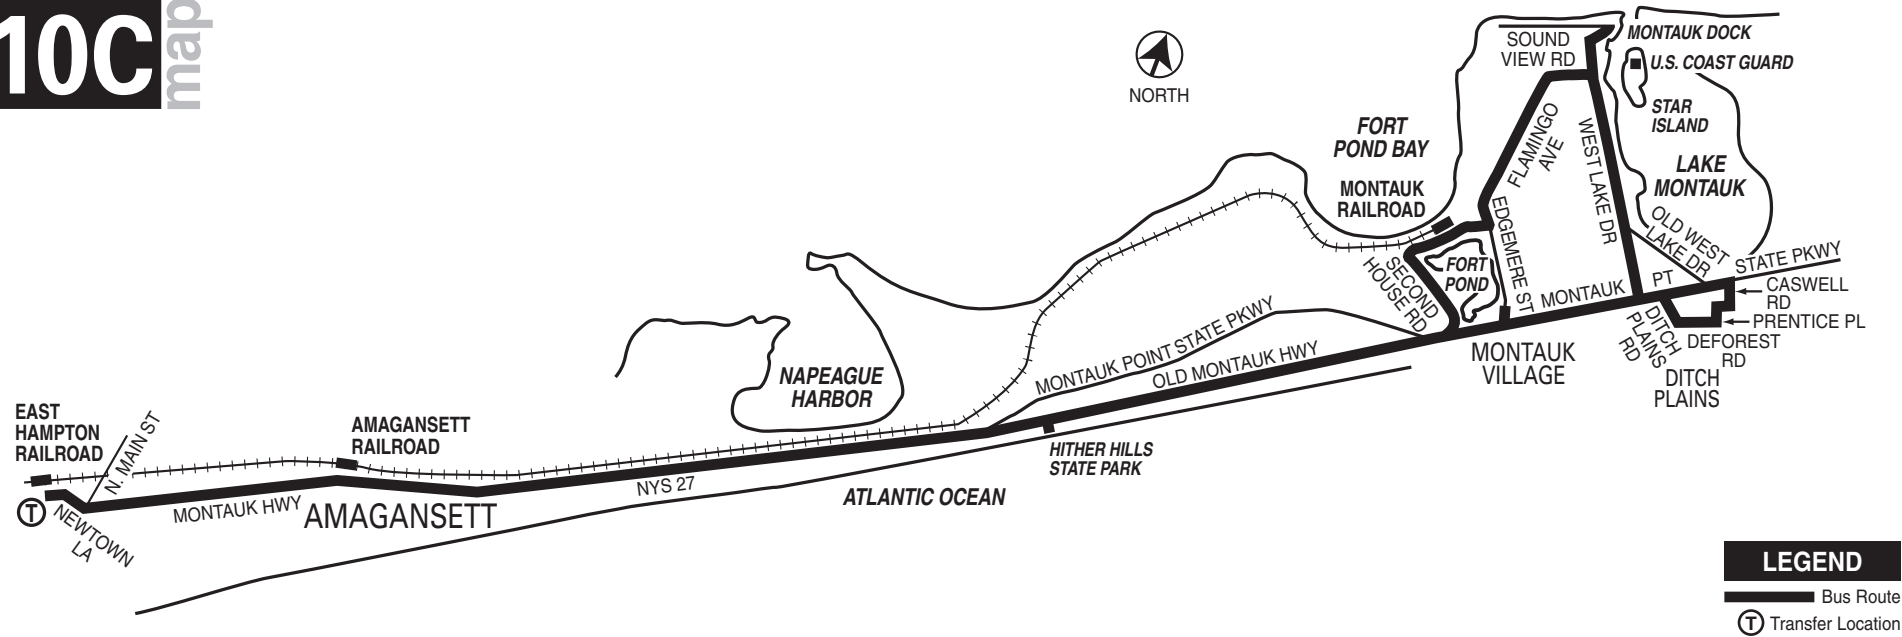 10C
map
NORTH
SOUND
VIEW RD
MONTAUK DOCK
U.S. COAST GUARD
STAR
ISLAND
FORT
POND BAY
FLAMINGO
AVE
WEST LAKE DR
LAKE
MONTAUK
MONTAUK
RAILROAD
EDGEMERE ST
OLD WEST
LAKE DR
SECOND
HOUSE RD
FORT
POND
MONTAUK
PT
STATE PKWY
CASWELL
RD
PRENTICE PL
DEFOREST
RD
DITCH
PLAINS
RD
DITCH
PLAINS
MONTAUK
VILLAGE
MONTAUK POINT STATE PKWY
OLD MONTAUK HWY
NAPEAGUE
HARBOR
HITHER HILLS
STATE PARK
ATLANTIC OCEAN
EAST
HAMPTON
RAILROAD
N. MAIN ST
AMAGANSETT
RAILROAD
T
NEWTOWN
LA
MONTAUK HWY
AMAGANSETT
NYS 27
LEGEND
Bus Route
T Transfer Location